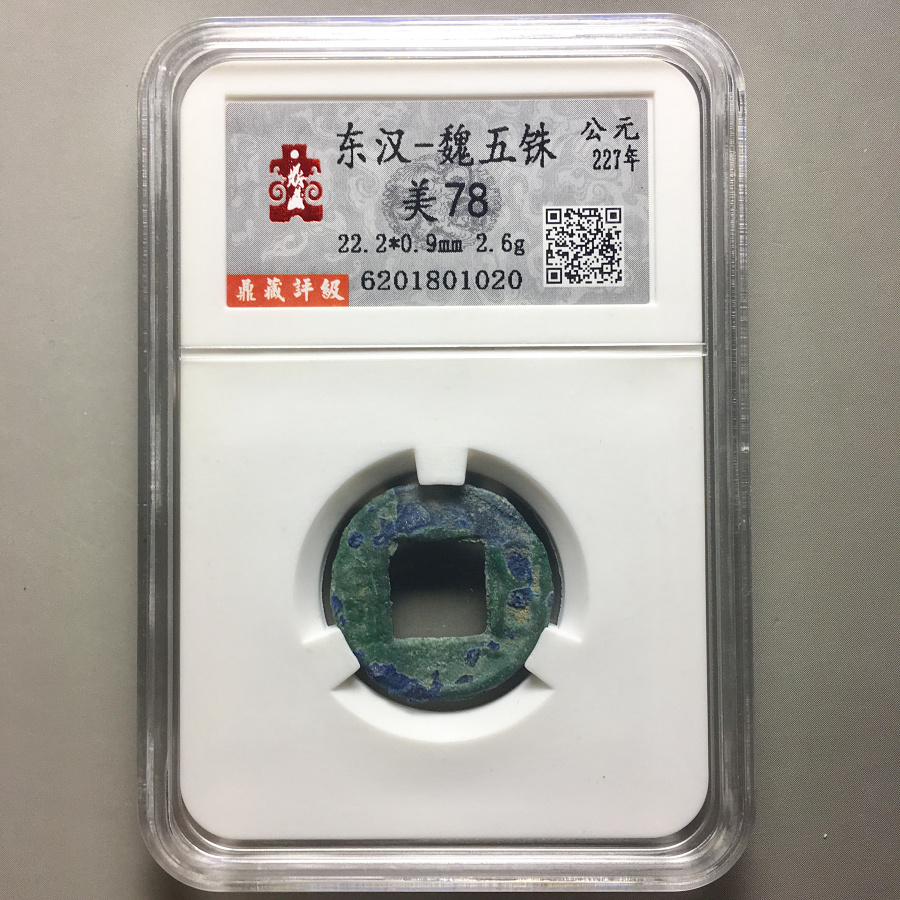 东汉-魏五铢
公元
227年
美78
22.2*0.9mm 2.6g
鼎藏評級
6201801020